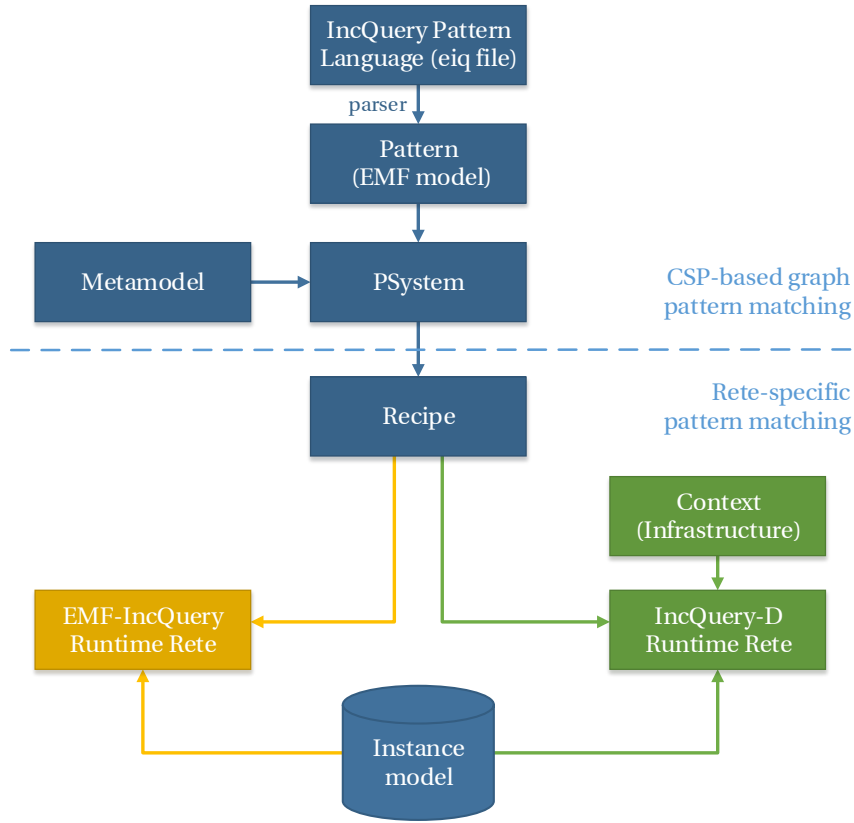 IncQuery Pattern
Language (eiq file)
parser
Pattern
(EMF model)
Metamodel
PSystem
CSP-based graph
pattern matching
Recipe
Rete-specific
pattern matching
Context
(Infrastructure)
EMF-IncQuery
Runtime Rete
IncQuery-D
Runtime Rete
Instance
model